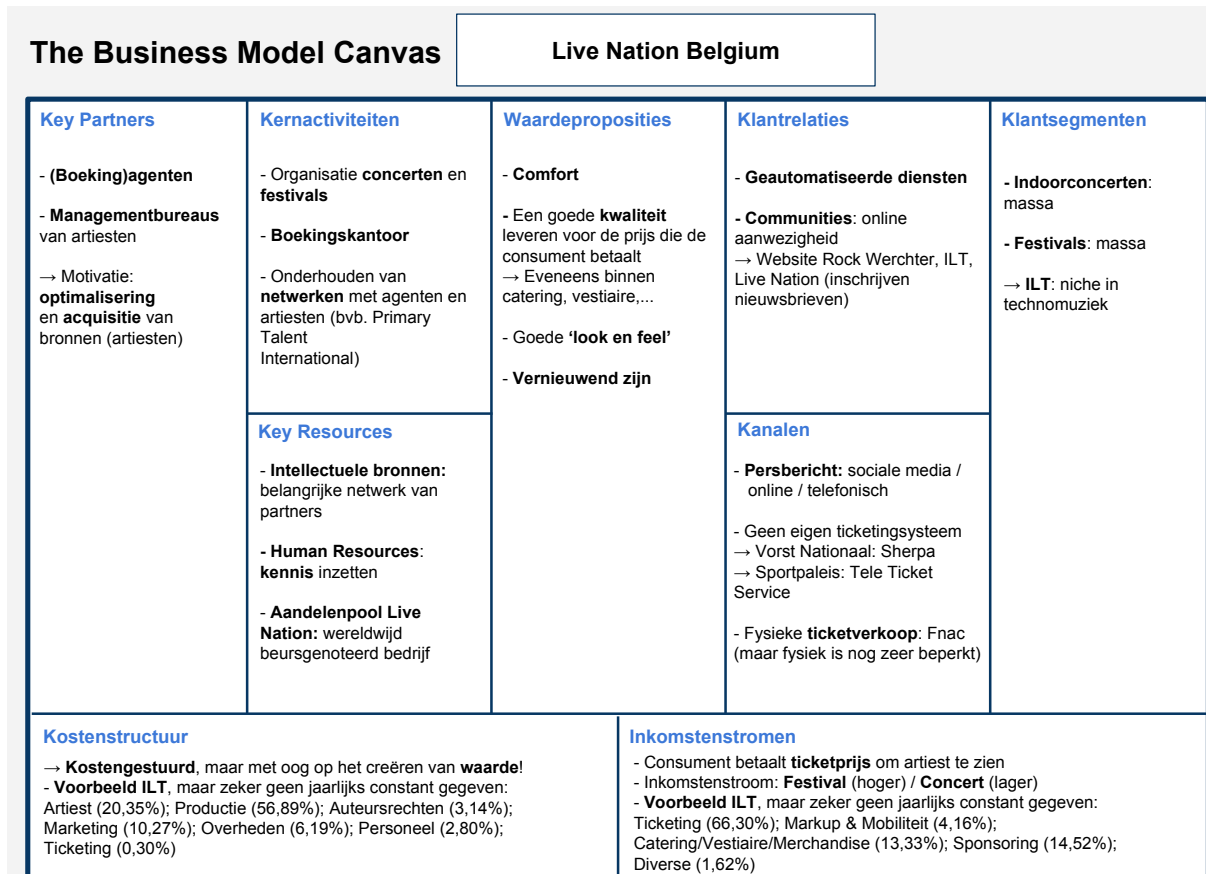 The Business Model Canvas
Live Nation Belgium
Key Partners
- (Boeking)agenten
- Managementbureaus
van artiesten
→ Motivatie:
optimalisering
en acquisitie van
bronnen (artiesten)
Kernactiviteiten
- Organisatie concerten en
festivals
- Boekingskantoor
- Onderhouden van
netwerken met agenten en
artiesten (bvb. Primary
Talent
International)
Key Resources
- Intellectuele bronnen:
belangrijke netwerk van
partners
- Human Resources:
kennis inzetten
- Aandelenpool Live
Nation: wereldwijd
beursgenoteerd bedrijf
Waardeproposities
- Comfort
- Een goede kwaliteit
leveren voor de prijs die de
consument betaalt
→ Eveneens binnen
catering, vestiaire,...
- Goede ‘look en feel’
- Vernieuwend zijn
Klantrelaties
- Geautomatiseerde diensten
- Communities: online
aanwezigheid
→ Website Rock Werchter, ILT,
Live Nation (inschrijven
nieuwsbrieven)
Kanalen
- Persbericht: sociale media /
online / telefonisch
- Geen eigen ticketingsysteem
→ Vorst Nationaal: Sherpa
→ Sportpaleis: Tele Ticket
Service
- Fysieke ticketverkoop: Fnac
(maar fysiek is nog zeer beperkt)
Klantsegmenten
- Indoorconcerten:
massa
- Festivals: massa
→ ILT: niche in
technomuziek
Kostenstructuur
→ Kostengestuurd, maar met oog op het creëren van waarde!
- Voorbeeld ILT, maar zeker geen jaarlijks constant gegeven:
Artiest (20,35%); Productie (56,89%); Auteursrechten (3,14%);
Marketing (10,27%); Overheden (6,19%); Personeel (2,80%);
Ticketing (0,30%)
Inkomstenstromen
- Consument betaalt ticketprijs om artiest te zien
- Inkomstenstroom: Festival (hoger) / Concert (lager)
- Voorbeeld ILT, maar zeker geen jaarlijks constant gegeven:
Ticketing (66,30%); Markup & Mobiliteit (4,16%);
Catering/Vestiaire/Merchandise (13,33%); Sponsoring (14,52%);
Diverse (1,62%)